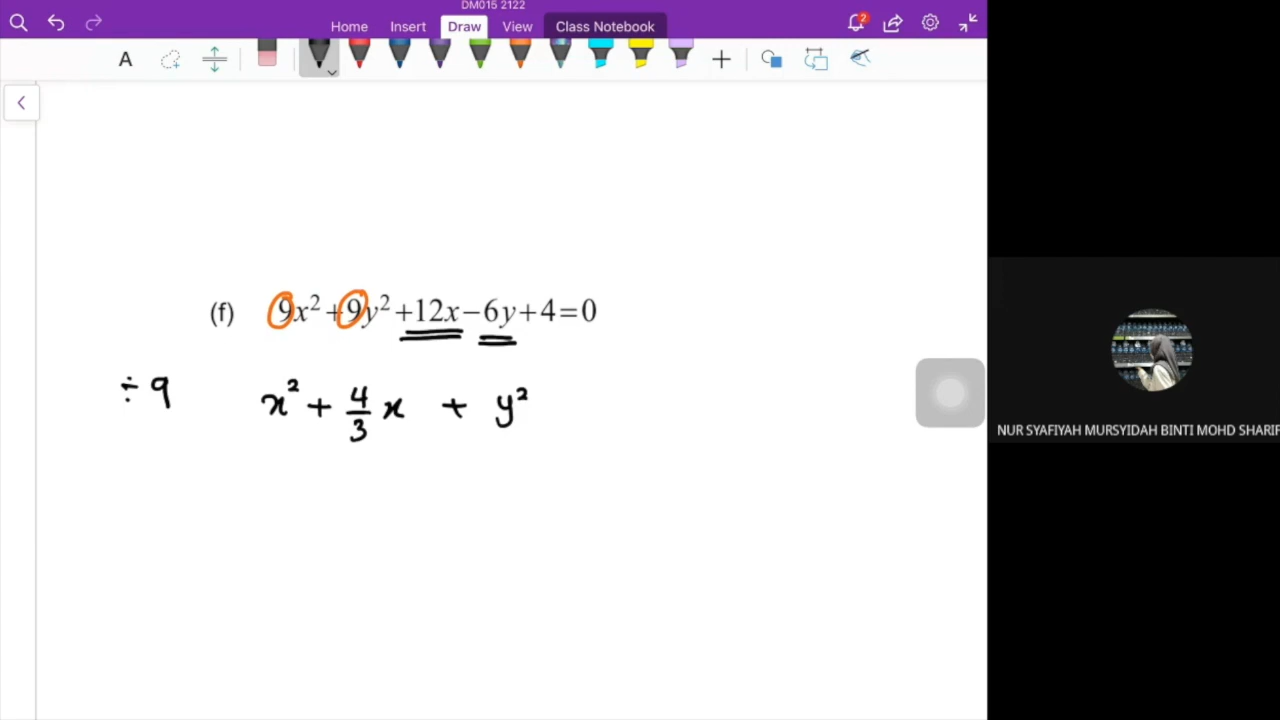 DM015 2122
Home Insert Draw View Class Notebook
2
A
(f) 9x² + 9y² + 12x − 6y + 4 = 0
÷ 9 x² + 4/3 x + y²
NUR SYAFIYAH MURSYIDAH BINTI MOHD SHARIF